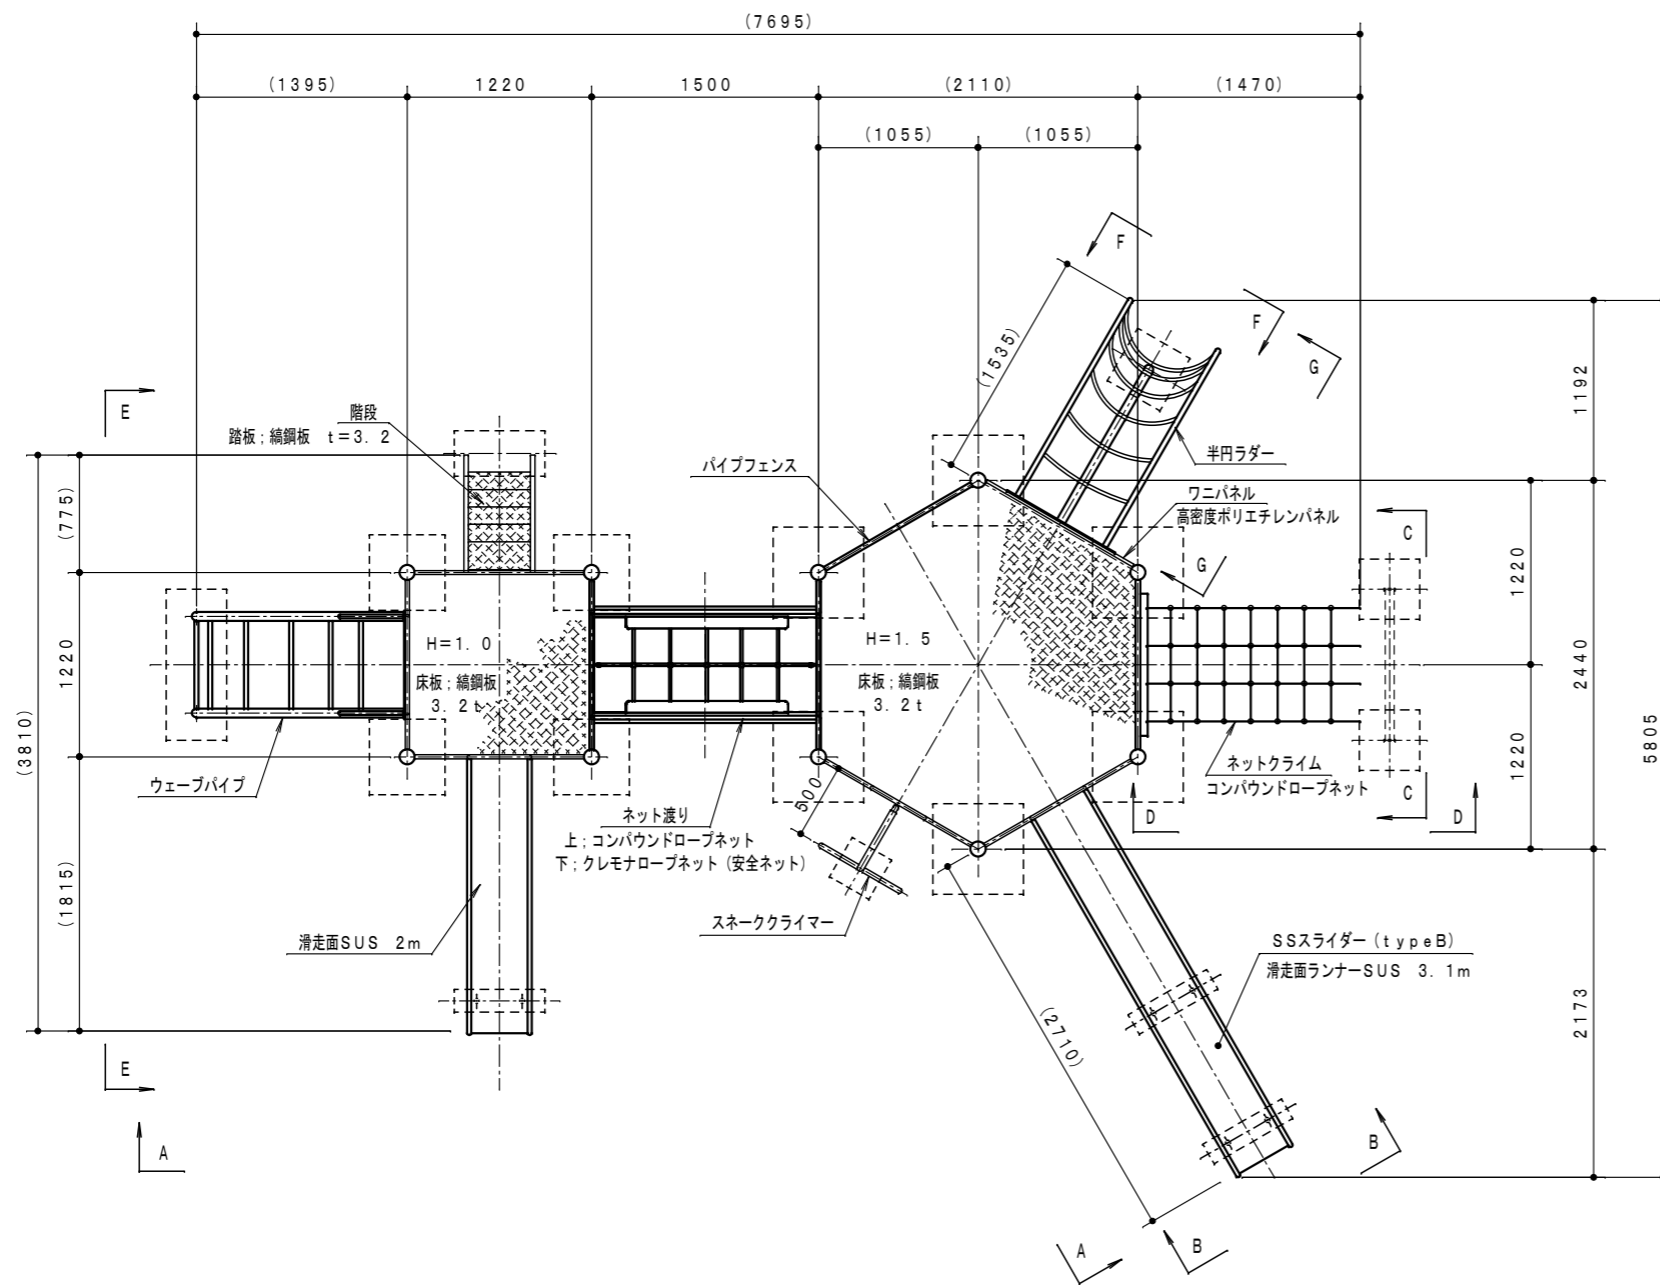 (7695)
(1395)
1220
1500
(2110)
(1470)
(1055)
(1055)
F
F
G
(1535)
1192
E
階段
踏板；縞鋼板　t＝3．2
パイプフェンス
半円ラダー
ワニパネル
高密度ポリエチレンパネル
C
(775)
1220
G
H＝1．0
床板；縞鋼板
3．2t
H＝1．5
床板；縞鋼板
3．2t
1220
2440
(3810)
5805
ウェーブパイプ
ネット渡り
上；コンパウンドロープネット
下；クレモナロープネット（安全ネット）
500
ネットクライム
コンパウンドロープネット
C
D
D
1220
(1815)
スネーククライマー
滑走面SUS　2m
SSスライダー（typeB）
滑走面ランナーSUS　3．1m
2173
(2710)
E
A
B
A
B